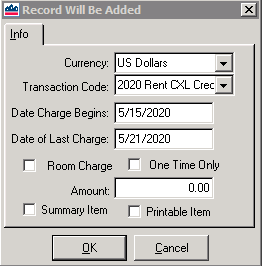 Record Will Be Added
Info
Currency: US Dollars
Transaction Code: 2020 Rent CXL Cred
Date Charge Begins: 5/15/2020
Date of Last Charge: 5/21/2020
Room Charge One Time Only
Amount: 0.00
Summary Item Printable Item
OK Cancel